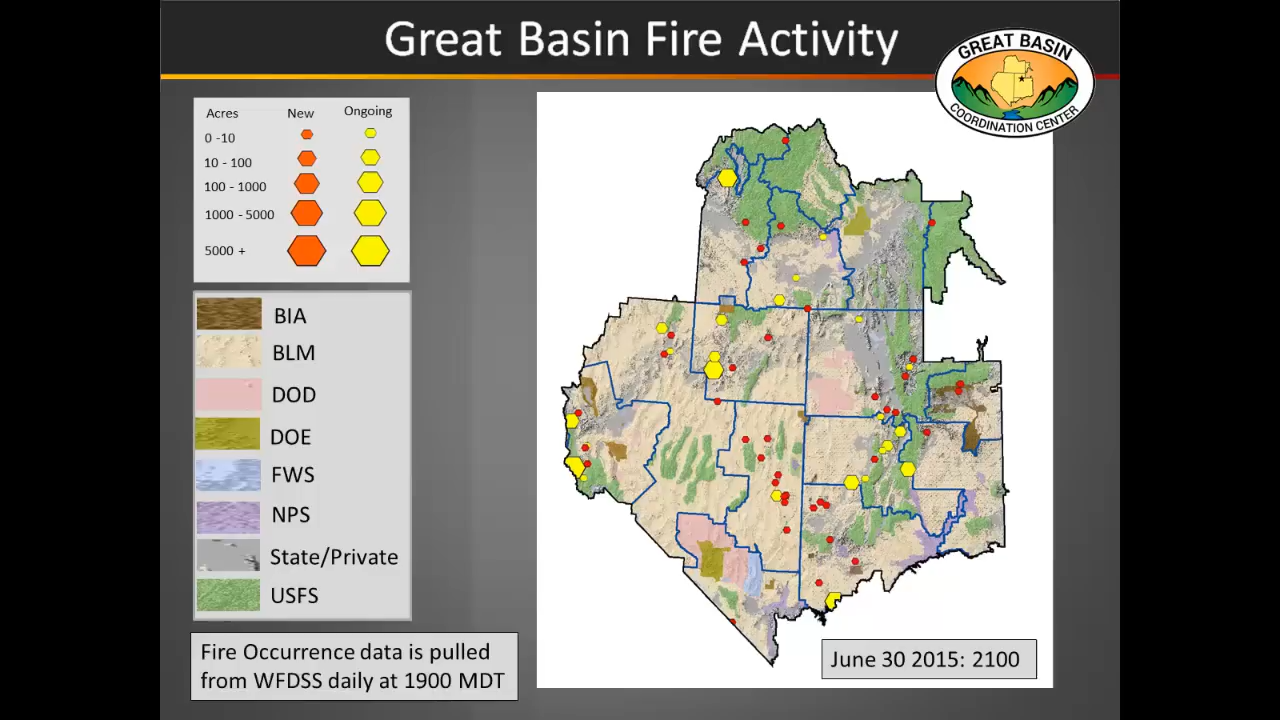 Great Basin Fire Activity
GREAT BASIN
COORDINATION CENTER
Acres New Ongoing
0 -10
10 - 100
100 - 1000
1000 - 5000
5000 +
BIA
BLM
DOD
DOE
FWS
NPS
State/Private
USFS
Fire Occurrence data is pulled
from WFDSS daily at 1900 MDT
June 30 2015: 2100